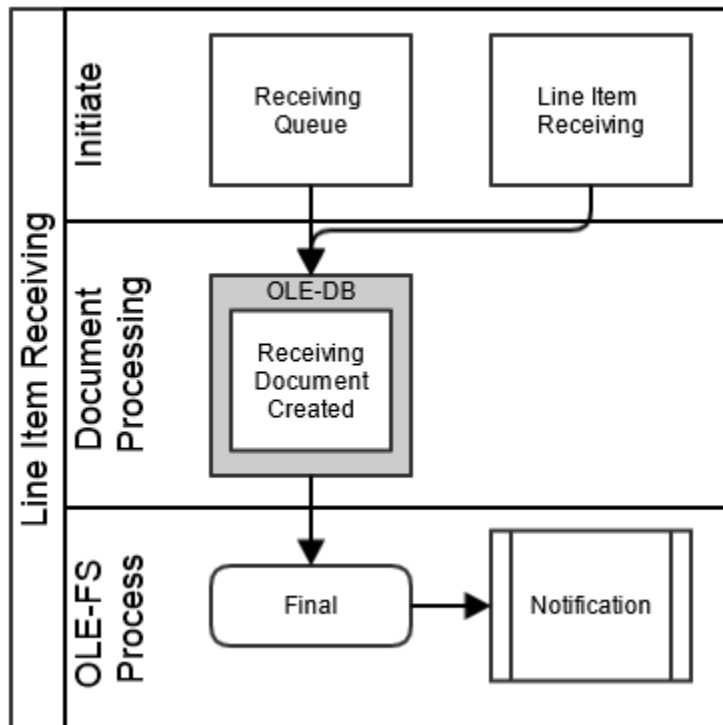 Line Item Receiving
Initiate
Receiving
Queue
Line Item
Receiving
Document
Processing
OLE-DB
Receiving
Document
Created
OLE-FS
Process
Final
Notification